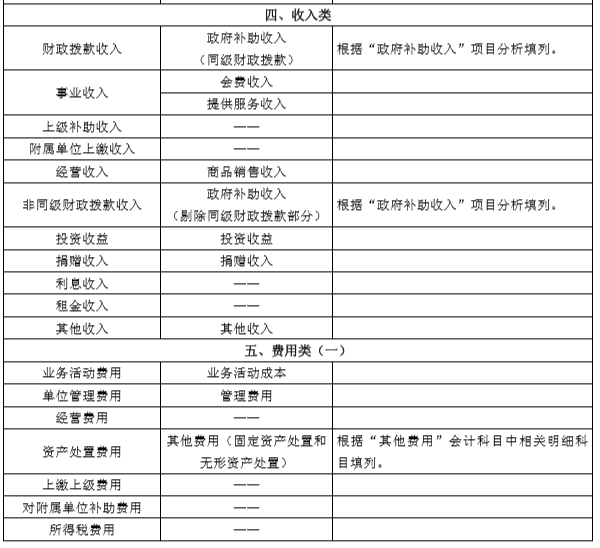 四、收入类
财政拨款收入
政府补助收入
（同级财政拨款）
根据“政府补助收入”项目分析填列。
事业收入
会费收入
提供服务收入
上级补助收入
——
附属单位上缴收入
——
经营收入
商品销售收入
非同级财政拨款收入
政府补助收入
（剔除同级财政拨款部分）
根据“政府补助收入”项目分析填列。
投资收益
投资收益
捐赠收入
捐赠收入
利息收入
——
租金收入
——
其他收入
其他收入
五、费用类（一）
业务活动费用
业务活动成本
单位管理费用
管理费用
经营费用
——
资产处置费用
其他费用（固定资产处置和
无形资产处置）
根据“其他费用”会计科目中相关明细科
目填列。
上缴上级费用
——
对附属单位补助费用
——
所得税费用
——